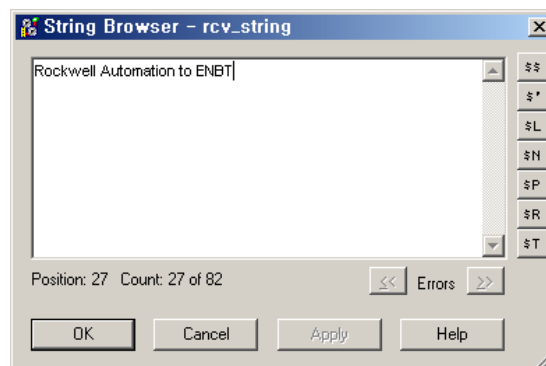 String Browser - rcv_string
Rockwell Automation to ENBT
$$
$'
$L
$N
$P
$R
$T
Position: 27 Count: 27 of 82
<< Errors >>
OK Cancel Apply Help